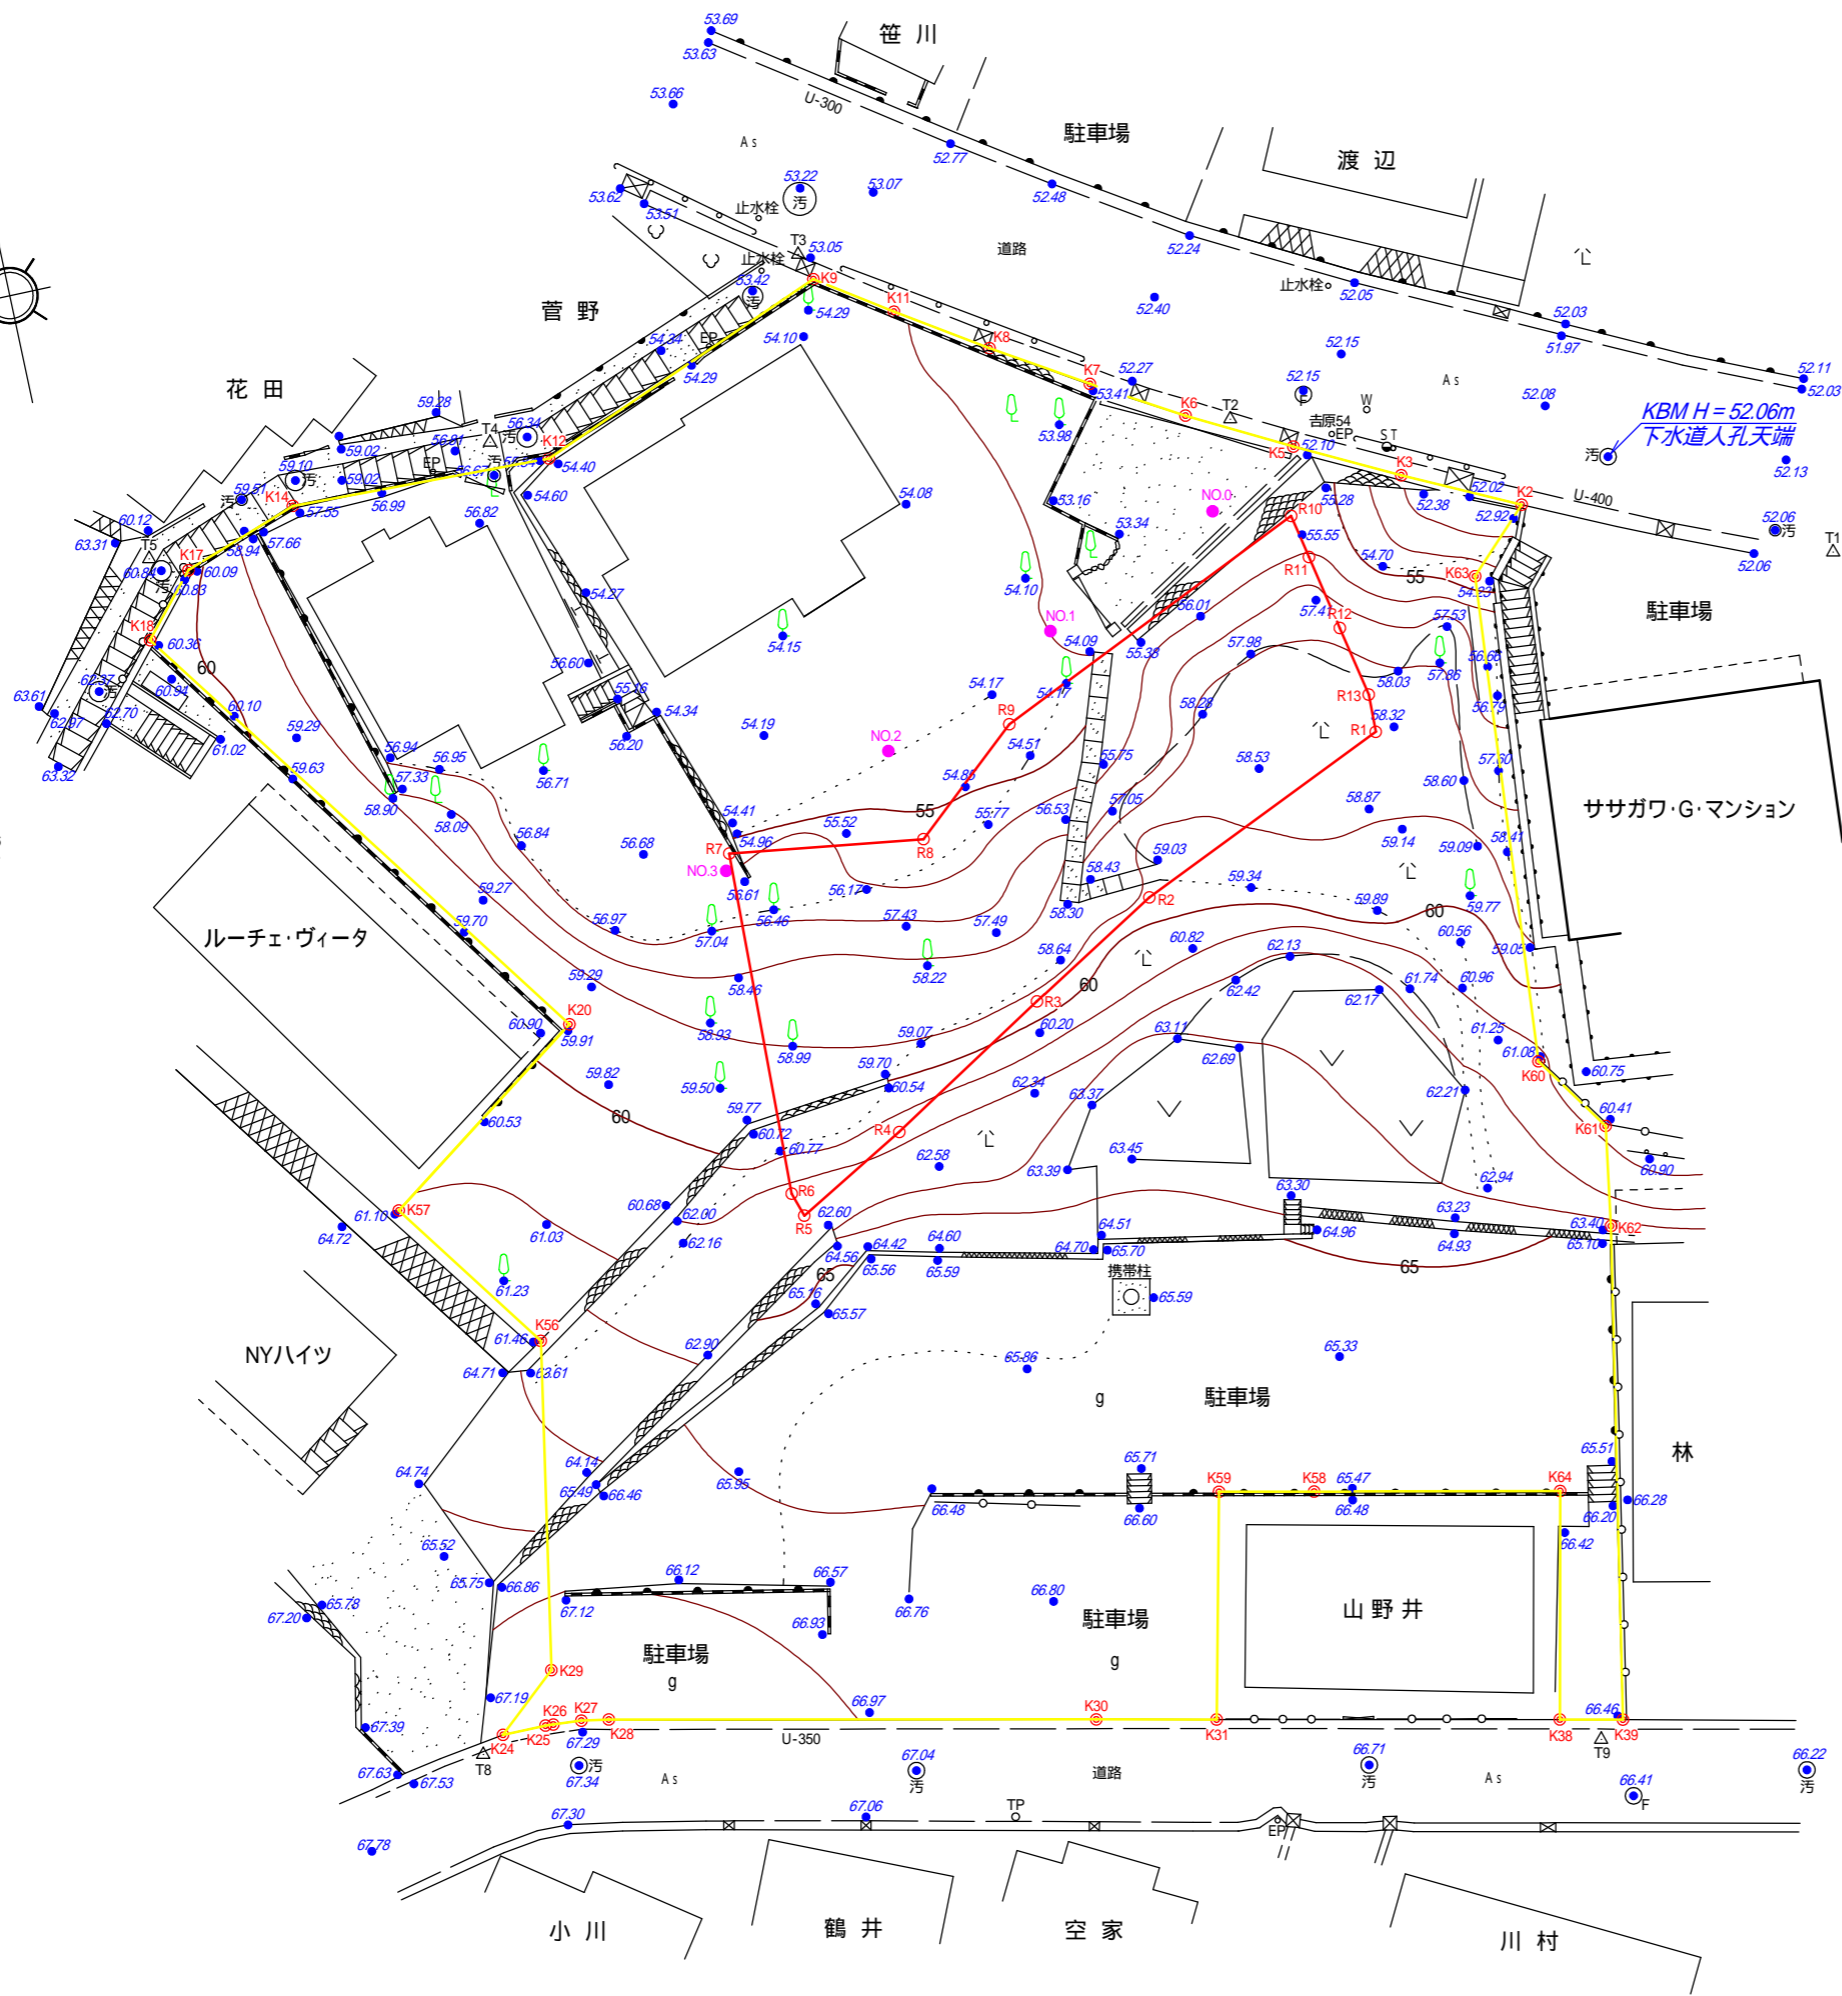 53.69
53.63
笹 川
53.66
U-300
As
駐車場
52.77
渡 辺
53.22
汚
53.07
52.48
53.62
53.51
止水栓
52.24
道路
T3
53.05
止水栓
K9
53.42
汚
止水栓
52.05
菅 野
K11
54.29
52.40
52.03
51.97
54.10
54.34
EP
K8
52.15
52.11
52.03
54.29
花 田
K7
52.27
53.41
As
52.15
F
52.08
59.28
K6
T2
W
吉原54
EP
KBM H = 52.06m
下水道人孔天端
53.98
56.34
汚
T4
59.02
56.81
K12
52.10
K5
ST
汚
52.13
59.10
汚
59.02
EP
56.67
汚
54.40
K3
52.02
52.38
U-400
K2
59.51
汚
K14
56.99
54.60
54.08
53.16
NO.0
55.28
52.92
57.55
56.82
R10
52.06
汚
T1
60.12
63.31
T5
58.94
57.66
53.34
55.55
54.70
55
R11
52.06
K17
60.84
汚
60.09
60.83
54.10
K63
54.23
54.27
56.01
57.41
57.53
駐車場
K18
60.36
60
54.15
NO.1
54.09
55.38
57.98
R12
56.66
57.86
56.60
60.94
62.37
汚
54.17
54.17
58.03
63.61
62.97
62.70
60.10
55.16
54.34
58.28
R13
56.79
61.02
59.29
56.20
54.19
R9
58.32
R1
63.32
56.94
56.95
NO.2
54.51
55.75
58.53
57.60
59.63
57.33
56.71
54.85
58.60
58.90
58.09
57.05
58.87
ササガワ・G・マンション
54.41
55
55.77
56.53
56.84
54.96
55.52
59.14
58.41
56.68
R7
R8
59.09
NO.3
59.03
56.61
58.43
56.17
59.34
59.27
56.46
R2
59.77
58.30
59.89
60
59.70
56.97
57.04
57.43
57.49
60.56
ルーチェ・ヴィータ
60.82
59.05
58.64
62.13
58.22
58.46
59.29
60
62.42
62.17
61.74
60.96
R3
K20
60.90
59.91
58.93
60.20
59.07
63.11
61.25
58.99
62.69
61.08
K60
59.82
59.50
59.70
60.54
62.34
60.75
63.37
62.21
60
60.53
59.77
60.72
R4
60.41
K61
60.77
62.58
63.45
60.90
63.39
62.94
R6
63.30
K57
61.10
60.68
62.00
R5
62.60
64.51
63.23
63.40
K62
64.72
61.03
62.16
64.56
64.42
64.60
64.70
65.70
64.96
64.93
65.10
65.56
65.59
65
携帯柱
65
61.23
65.16
65.57
65.59
K56
61.46
NYハイツ
62.90
65.33
64.71
63.61
65.86
g
駐車場
林
64.14
64.74
65.95
65.71
65.51
65.49
66.46
K59
K58
65.47
K64
66.48
66.60
66.48
66.28
66.20
66.42
65.52
65.75
66.86
66.12
66.57
65.78
67.20
67.12
66.76
66.80
山 野 井
66.93
駐車場
駐車場
g
g
K29
67.19
67.39
K24
K25
K26
K27
K28
66.97
K30
K31
K38
66.46
K39
T8
67.29
U-350
T9
67.63
67.53
汚
67.34
As
67.04
汚
道路
66.71
汚
As
66.41
F
66.22
汚
67.30
67.06
TP
EP
67.78
小 川
鶴 井
空 家
川 村